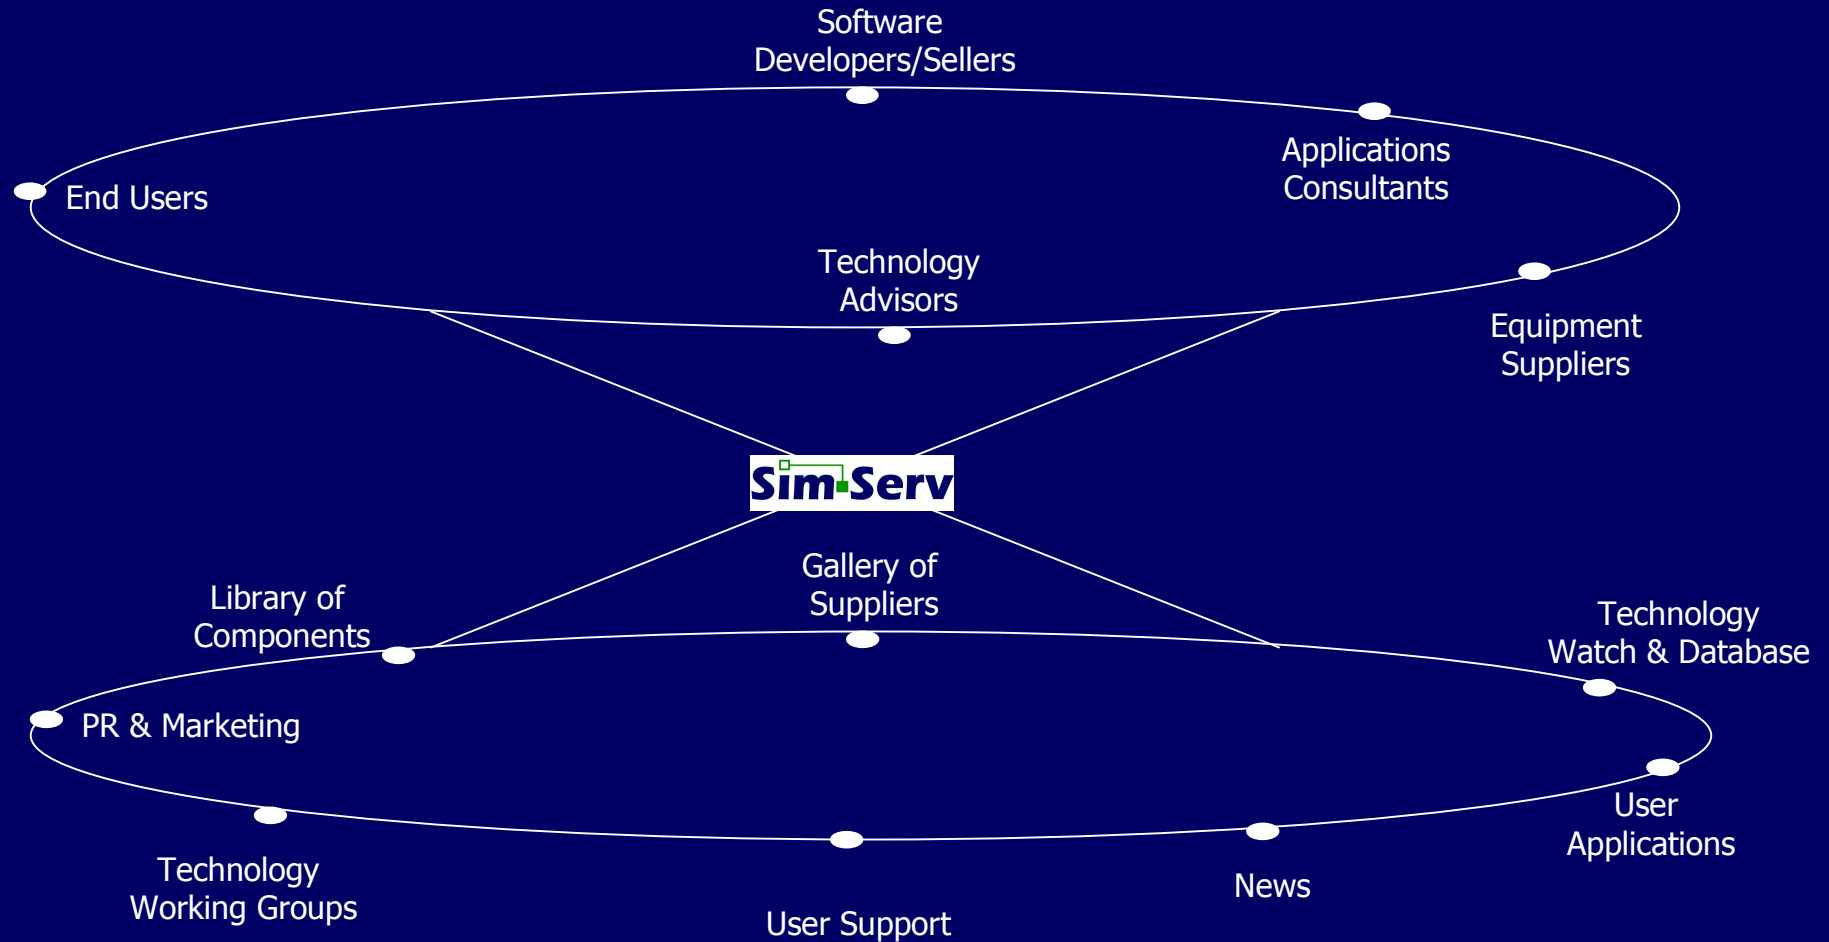 Software
Developers/Sellers
Applications
Consultants
End Users
Technology
Advisors
Equipment
Suppliers
Sim-Serv
Gallery of
Suppliers
Library of
Components
Technology
Watch & Database
PR & Marketing
User
Applications
Technology
Working Groups
News
User Support